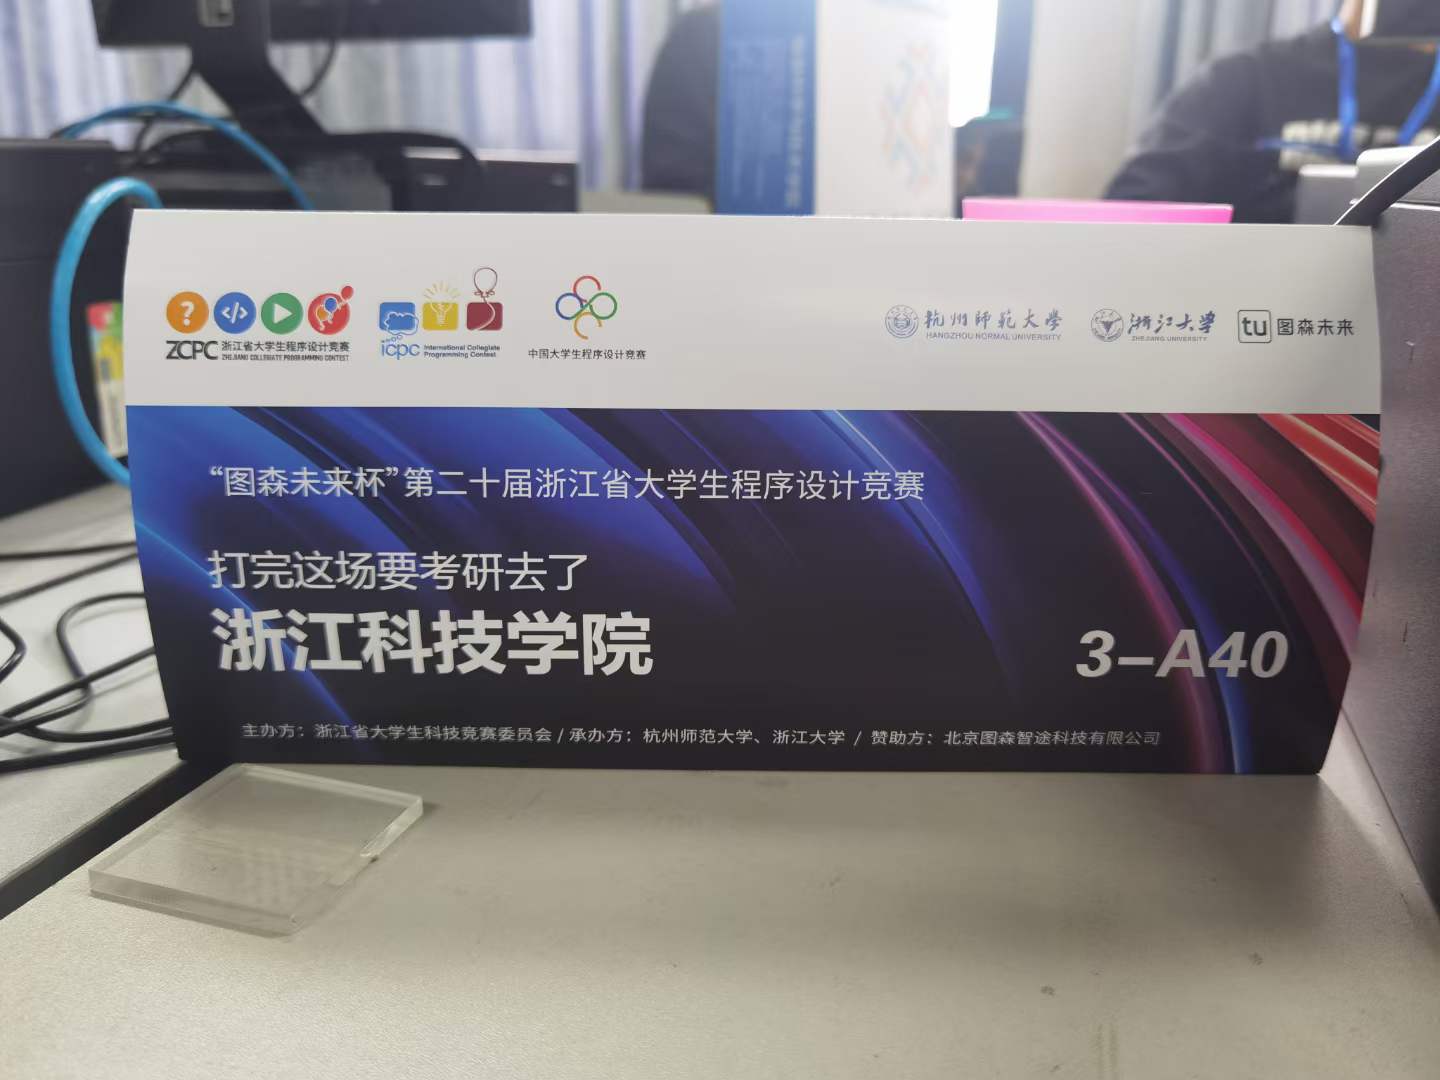 ZCPC 浙江省大学生程序设计竞赛
ZHEJIANG COLLEGIATE PROGRAMMING CONTEST
icpc International Collegiate
Programming Contest
中国大学生程序设计竞赛
杭州師範大學
HANGZHOU NORMAL UNIVERSITY
浙江大学
ZHEJIANG UNIVERSITY
tu 图森未来
“图森未来杯”第二十届浙江省大学生程序设计竞赛
打完这场要考研去了
浙江科技学院
3-A40
主办方：浙江省大学生科技竞赛委员会 / 承办方：杭州师范大学、浙江大学 / 赞助方：北京图森智途科技有限公司